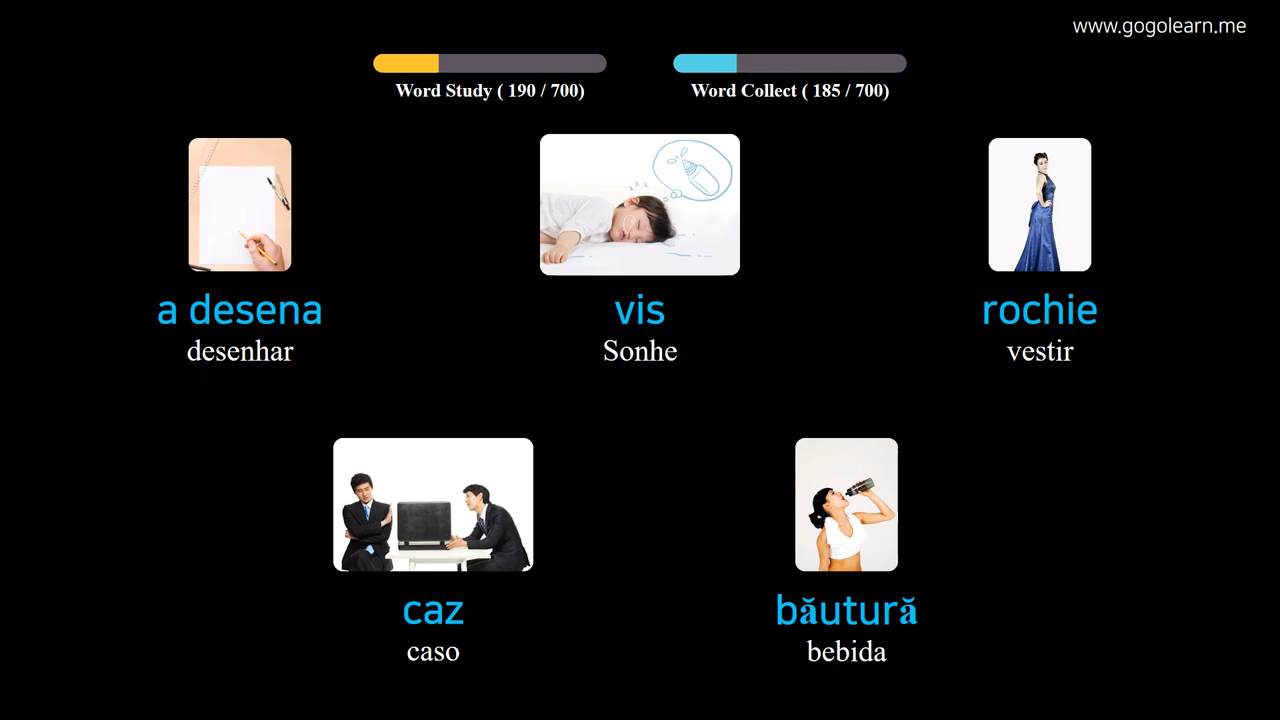 www.gogolearn.me
Word Study ( 190 / 700)
Word Collect ( 185 / 700)
a desena
desenhar
vis
Sonhe
rochie
vestir
caz
caso
băutură
bebida